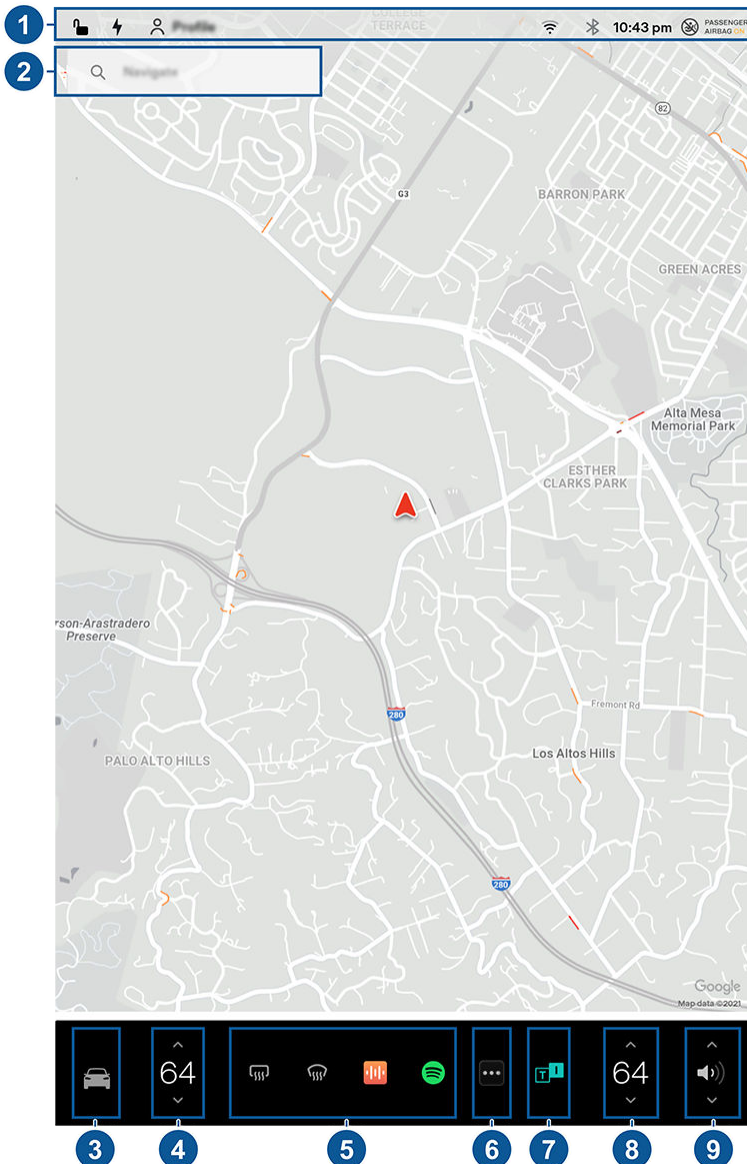 COLLEGE
TERRACE
1
Profile
10:43 pm
PASSENGER
AIRBAG ON
2
Navigate
82
G3
BARRON PARK
GREEN ACRES
Alta Mesa
Memorial Park
ESTHER
CLARKS PARK
rson-Arastradero
Preserve
280
Fremont Rd
Los Altos Hills
PALO ALTO HILLS
280
Google
Map data ©2021
64
T
I
64
3
4
5
6
7
8
9